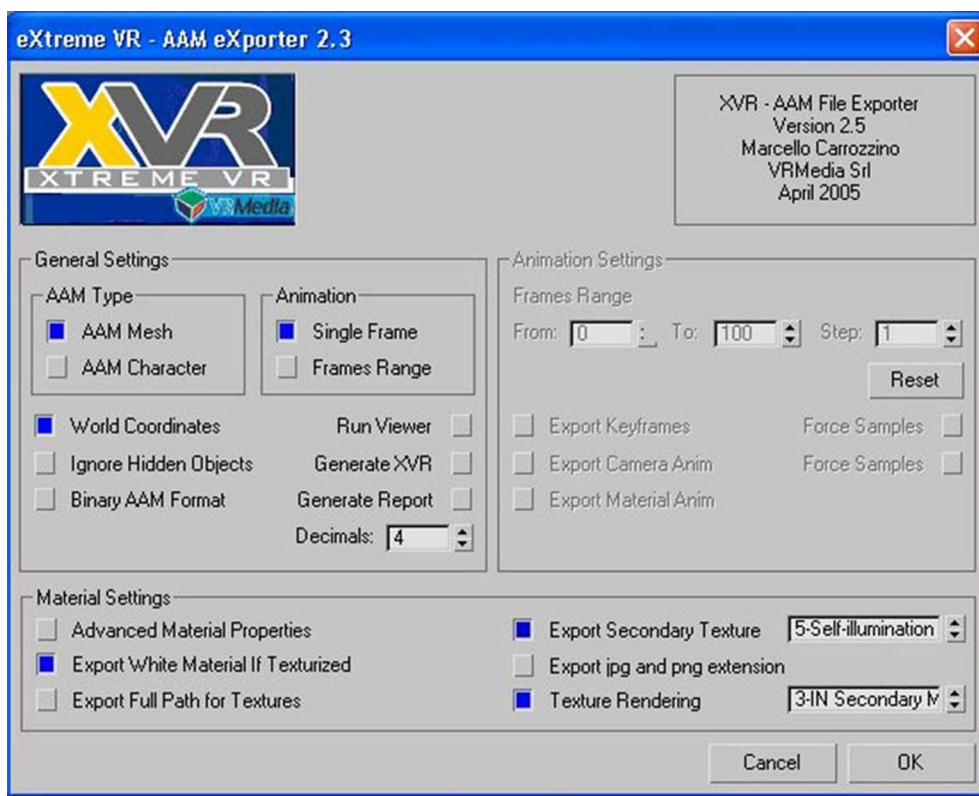 eXtreme VR - AAM eXporter 2.3
XVR
XTREME VR
VRMedia
XVR - AAM File Exporter
Version 2.5
Marcello Carrozzino
VRMedia Srl
April 2005
General Settings
AAM Type
AAM Mesh
AAM Character
Animation
Single Frame
Frames Range
World Coordinates
Run Viewer
Ignore Hidden Objects
Generate XVR
Binary AAM Format
Generate Report
Decimals: 4
Animation Settings
Frames Range
From: 0 To: 100 Step: 1
Reset
Export Keyframes Force Samples
Export Camera Anim Force Samples
Export Material Anim
Material Settings
Advanced Material Properties
Export White Material If Texturized
Export Full Path for Textures
Export Secondary Texture 5-Self-illumination
Export jpg and png extension
Texture Rendering 3-IN Secondary M
Cancel OK